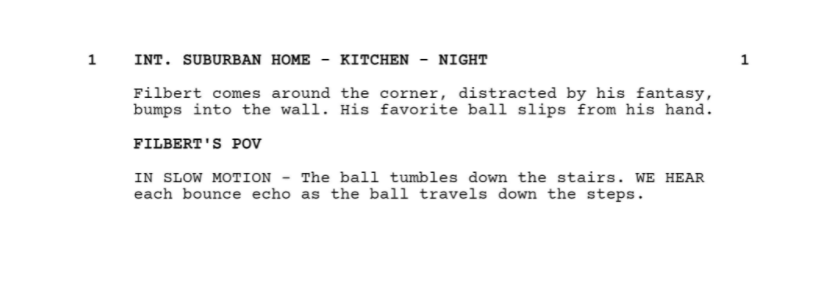 1 INT. SUBURBAN HOME - KITCHEN - NIGHT 1
Filbert comes around the corner, distracted by his fantasy,
bumps into the wall. His favorite ball slips from his hand.
FILBERT'S POV
IN SLOW MOTION - The ball tumbles down the stairs. WE HEAR
each bounce echo as the ball travels down the steps.